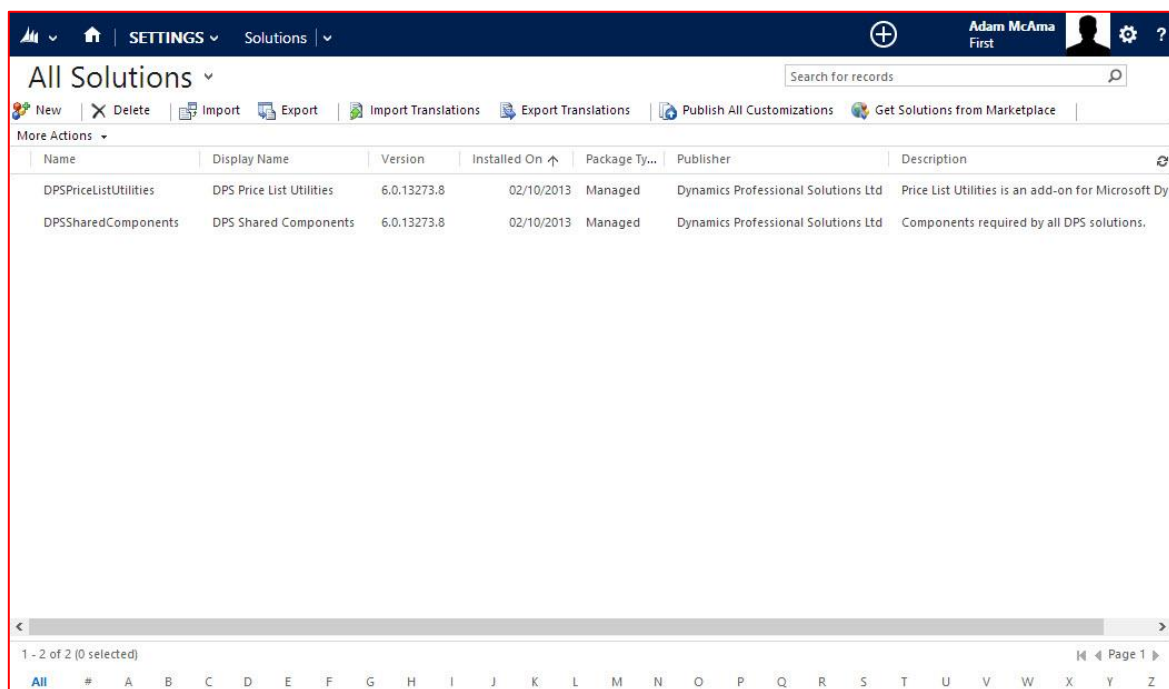 SETTINGS Solutions Adam McAma
First ?
All Solutions Search for records
New Delete Import Export Import Translations Export Translations Publish All Customizations Get Solutions from Marketplace
More Actions
Name Display Name Version Installed On Package Ty... Publisher Description
DPSPriceListUtilities DPS Price List Utilities 6.0.13273.8 02/10/2013 Managed Dynamics Professional Solutions Ltd Price List Utilities is an add-on for Microsoft Dy
DPSSharedComponents DPS Shared Components 6.0.13273.8 02/10/2013 Managed Dynamics Professional Solutions Ltd Components required by all DPS solutions.
1 - 2 of 2 (0 selected) Page 1
All # A B C D E F G H I J K L M N O P Q R S T U V W X Y Z